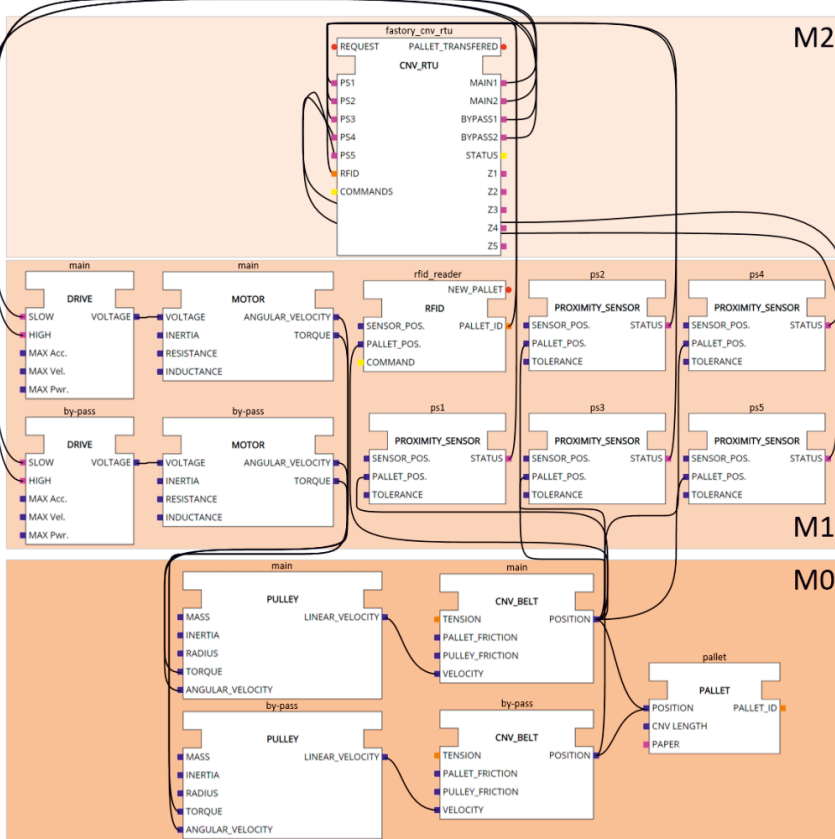 M2
fastory_cnv_rtu
REQUEST PALLET_TRANSFERED
CNV_RTU
PS1 MAIN1
PS2 MAIN2
PS3 BYPASS1
PS4 BYPASS2
PS5 STATUS
RFID Z1
COMMANDS Z2
Z3
Z4
Z5
M1
main
DRIVE
SLOW VOLTAGE
HIGH
MAX Acc.
MAX Vel.
MAX Pwr.
main
MOTOR
VOLTAGE ANGULAR_VELOCITY
INERTIA TORQUE
RESISTANCE
INDUCTANCE
rfid_reader
NEW_PALLET
RFID
SENSOR_POS. PALLET_ID
PALLET_POS.
COMMAND
ps2
PROXIMITY_SENSOR
SENSOR_POS. STATUS
PALLET_POS.
TOLERANCE
ps4
PROXIMITY_SENSOR
SENSOR_POS. STATUS
PALLET_POS.
TOLERANCE
by-pass
DRIVE
SLOW VOLTAGE
HIGH
MAX Acc.
MAX Vel.
MAX Pwr.
by-pass
MOTOR
VOLTAGE ANGULAR_VELOCITY
INERTIA TORQUE
RESISTANCE
INDUCTANCE
ps1
PROXIMITY_SENSOR
SENSOR_POS. STATUS
PALLET_POS.
TOLERANCE
ps3
PROXIMITY_SENSOR
SENSOR_POS. STATUS
PALLET_POS.
TOLERANCE
ps5
PROXIMITY_SENSOR
SENSOR_POS. STATUS
PALLET_POS.
TOLERANCE
M0
main
PULLEY
MASS LINEAR_VELOCITY
INERTIA
RADIUS
TORQUE
ANGULAR_VELOCITY
main
CNV_BELT
TENSION POSITION
PALLET_FRICTION
PULLEY_FRICTION
VELOCITY
pallet
PALLET
POSITION PALLET_ID
CNV LENGTH
PAPER
by-pass
PULLEY
MASS LINEAR_VELOCITY
INERTIA
RADIUS
TORQUE
ANGULAR_VELOCITY
by-pass
CNV_BELT
TENSION POSITION
PALLET_FRICTION
PULLEY_FRICTION
VELOCITY